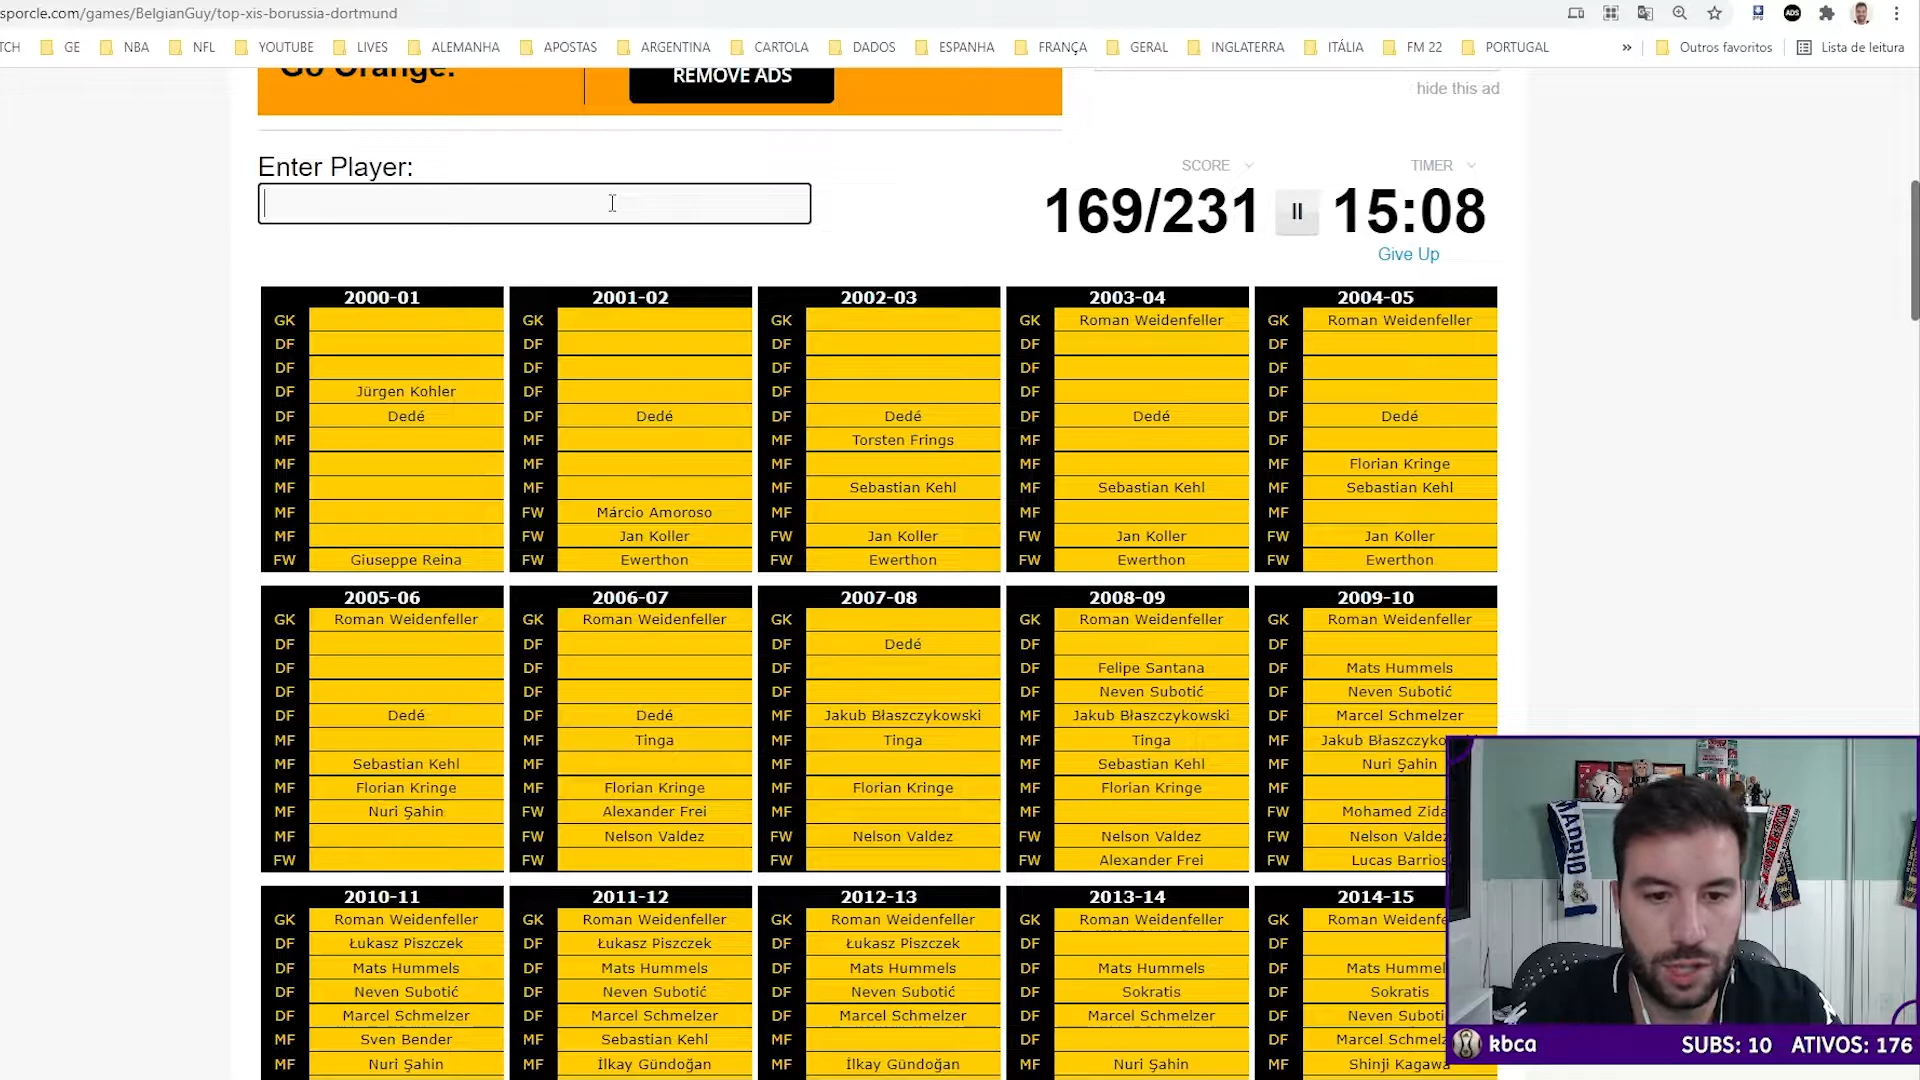 sporcle.com/games/BelgianGuy/top-xis-borussia-dortmund
TCH GE NBA NFL YOUTUBE LIVES ALEMANHA APOSTAS ARGENTINA CARTOLA DADOS ESPANHA FRANÇA GERAL INGLATERRA ITÁLIA FM 22 PORTUGAL » Outros favoritos Lista de leitura
Go Orange.
REMOVE ADS
hide this ad
Enter Player:
SCORE TIMER
169/231 15:08
Give Up
2000-01 2001-02 2002-03 2003-04 2004-05
GK GK GK GK Roman Weidenfeller GK Roman Weidenfeller
DF DF DF DF DF
DF DF DF DF DF
DF Jürgen Kohler DF DF DF DF
DF Dedé DF Dedé DF Dedé DF Dedé DF Dedé
MF MF MF Torsten Frings MF DF
MF MF MF MF MF Florian Kringe
MF MF MF Sebastian Kehl MF Sebastian Kehl MF Sebastian Kehl
MF FW Márcio Amoroso MF MF MF
MF FW Jan Koller FW Jan Koller FW Jan Koller FW Jan Koller
FW Giuseppe Reina FW Ewerthon FW Ewerthon FW Ewerthon FW Ewerthon
2005-06 2006-07 2007-08 2008-09 2009-10
GK Roman Weidenfeller GK Roman Weidenfeller GK GK Roman Weidenfeller GK Roman Weidenfeller
DF DF DF Dedé DF DF
DF DF DF DF Felipe Santana DF Mats Hummels
DF DF DF DF Neven Subotić DF Neven Subotić
DF Dedé DF Dedé MF Jakub Błaszczykowski MF Jakub Błaszczykowski DF Marcel Schmelzer
MF MF Tinga MF Tinga MF Tinga MF Jakub Błaszczyko
MF Sebastian Kehl MF MF MF Sebastian Kehl MF Nuri Şahin
MF Florian Kringe MF Florian Kringe MF Florian Kringe MF Florian Kringe MF
MF Nuri Şahin FW Alexander Frei MF MF FW Mohamed Zida
MF FW Nelson Valdez FW Nelson Valdez FW Nelson Valdez FW Nelson Valdez
FW FW FW FW Alexander Frei FW Lucas Barrios
2010-11 2011-12 2012-13 2013-14 2014-15
GK Roman Weidenfeller GK Roman Weidenfeller GK Roman Weidenfeller GK Roman Weidenfeller GK Roman Weidenfe
DF Łukasz Piszczek DF Łukasz Piszczek DF Łukasz Piszczek DF DF
DF Mats Hummels DF Mats Hummels DF Mats Hummels DF Mats Hummels DF Mats Humme
DF Neven Subotić DF Neven Subotić DF Neven Subotić DF Sokratis DF Sokratis
DF Marcel Schmelzer DF Marcel Schmelzer DF Marcel Schmelzer DF Marcel Schmelzer DF Neven Suboti
MF Sven Bender MF Sebastian Kehl MF MF DF Marcel Schmelz
MF Nuri Şahin MF İlkay Gündoğan MF İlkay Gündoğan MF Nuri Şahin MF Shinji Kagawa
MADRID
kbca SUBS: 10 ATIVOS: 176